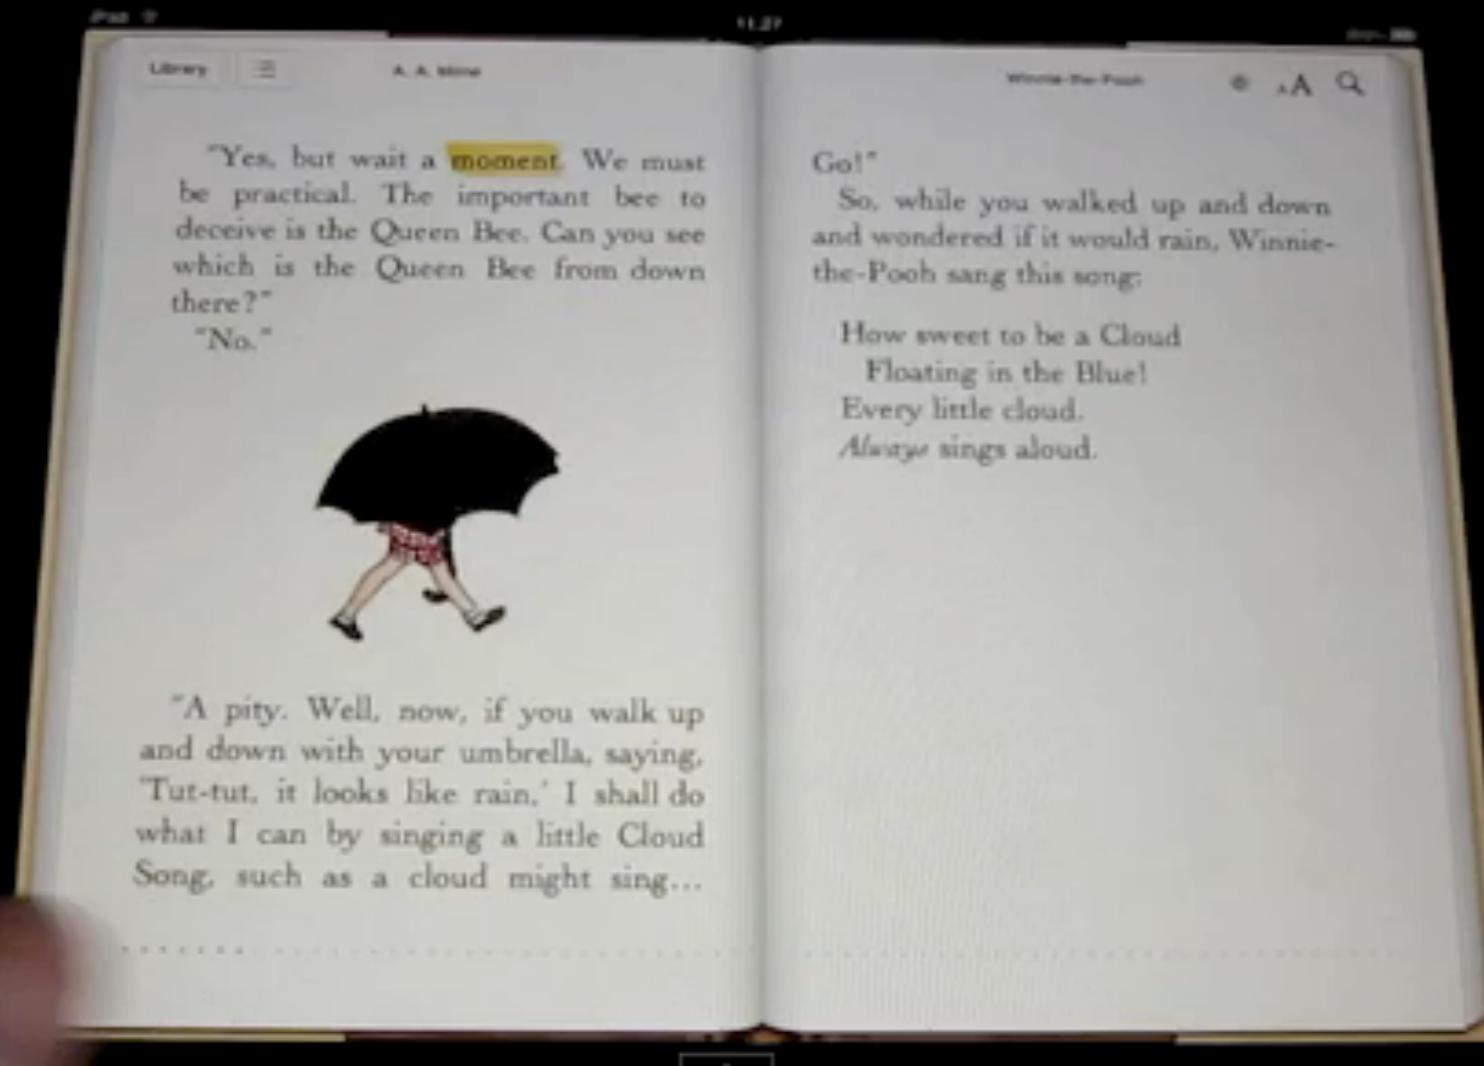 iPad
11.27
Library
A. A. Milne
"Yes, but wait a moment. We must
be practical. The important bee to
deceive is the Queen Bee. Can you see
which is the Queen Bee from down
there?"
"No."
"A pity. Well, now, if you walk up
and down with your umbrella, saying,
'Tut-tut, it looks like rain,' I shall do
what I can by singing a little Cloud
Song, such as a cloud might sing...
Winnie-the-Pooh
AA
Go!"
So, while you walked up and down
and wondered if it would rain, Winnie-
the-Pooh sang this song:
How sweet to be a Cloud
Floating in the Blue!
Every little cloud
Always sings aloud.